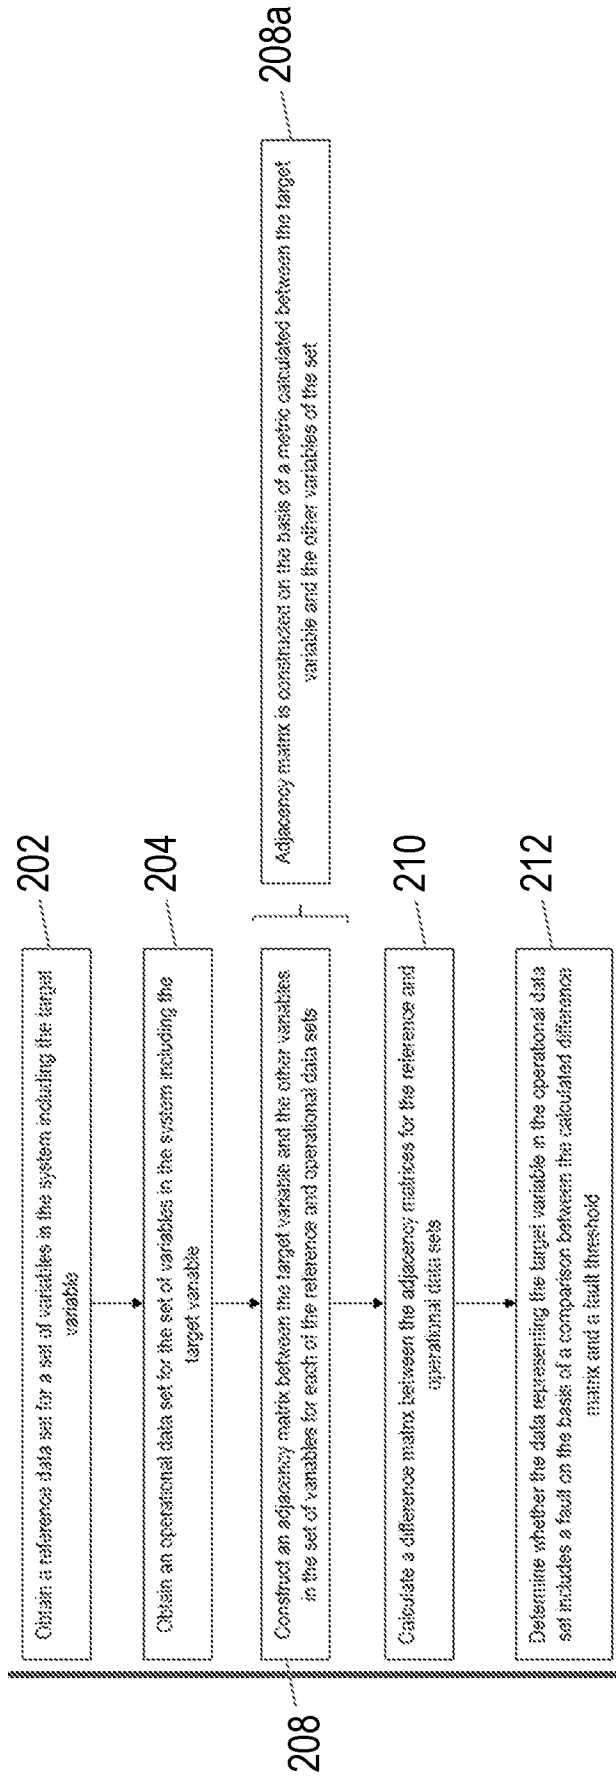 Obtain a reference data set for a set of variables in the system including the target
variable
202
Obtain an operational data set for the set of variables in the system including the
target variable
204
Construct an adjacency matrix between the target variable and the other variables
in the set of variables for each of the reference and operational data sets
208
Adjacency matrix is constructed on the basis of a metric calculated between the target
variable and the other variables of the set
208a
Calculate a difference matrix between the adjacency matrices for the reference and
operational data sets
210
Determine whether the data representing the target variable in the operational data
set includes a fault on the basis of a comparison between the calculated difference
matrix and a fault threshold
212